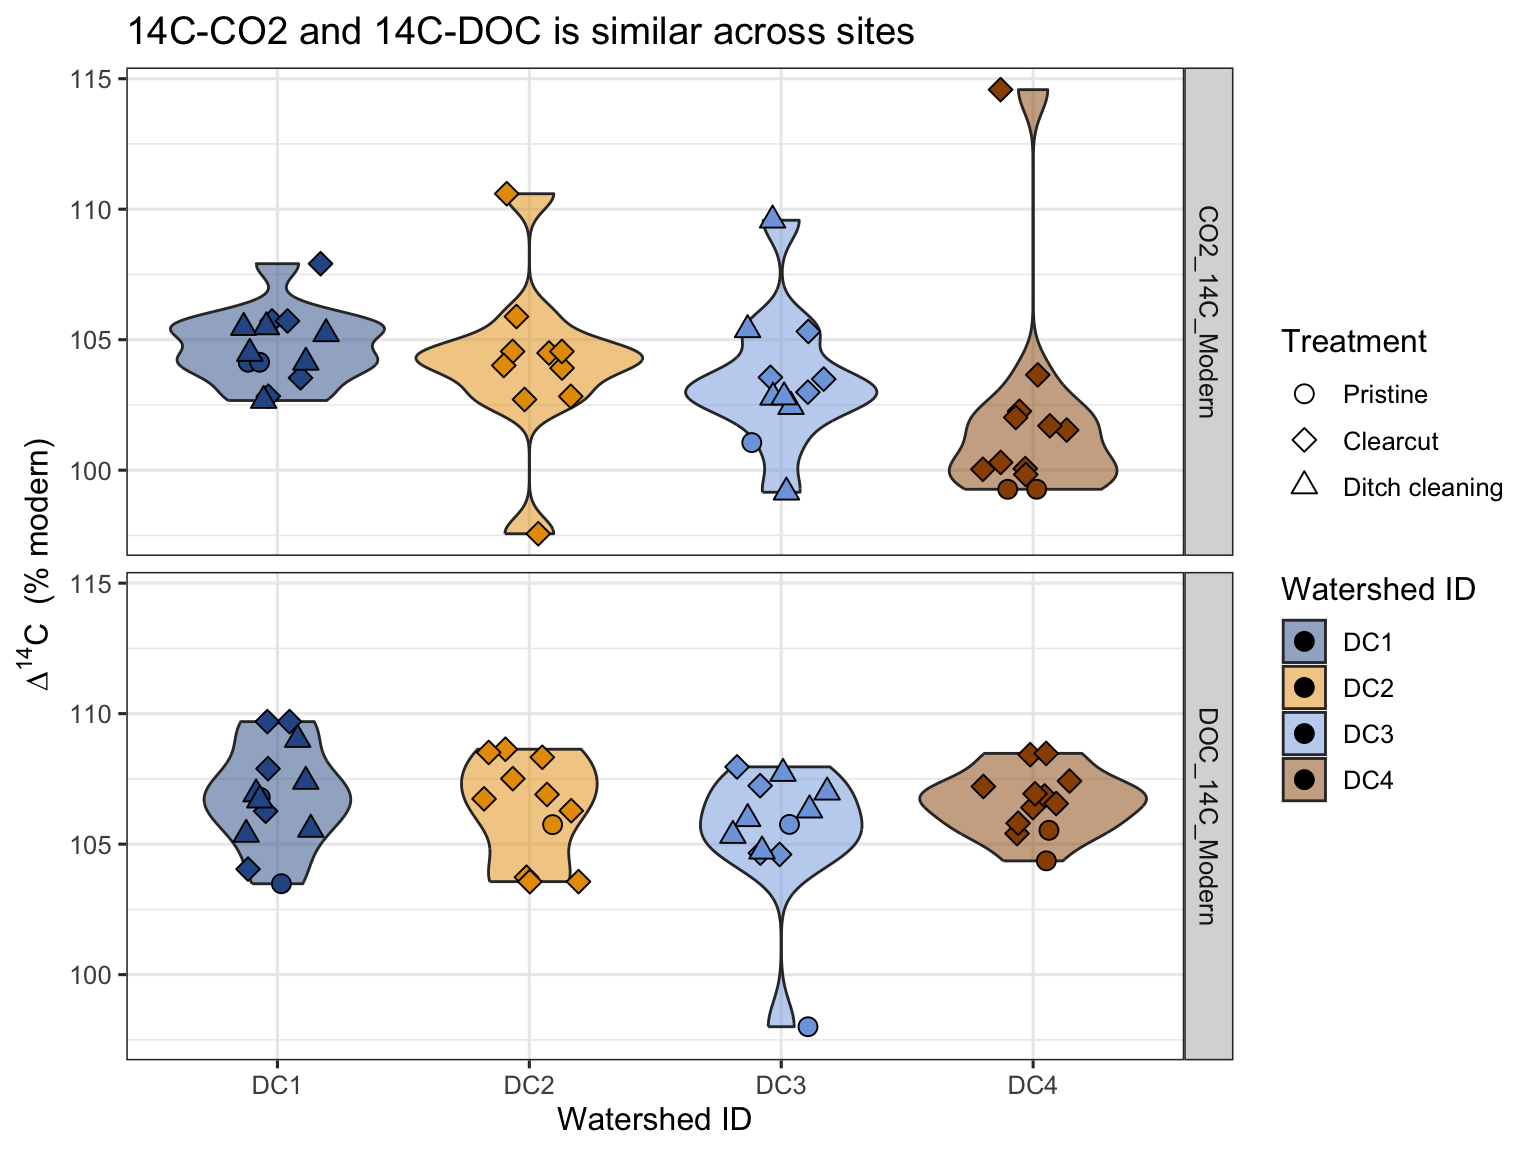 14C-CO2 and 14C-DOC is similar across sites
Δ14C (% modern)
115
110
105
100
CO2_14C_Modern
115
110
105
100
DOC_14C_Modern
DC1
DC2
DC3
DC4
Watershed ID
Treatment
Pristine
Clearcut
Ditch cleaning
Watershed ID
DC1
DC2
DC3
DC4